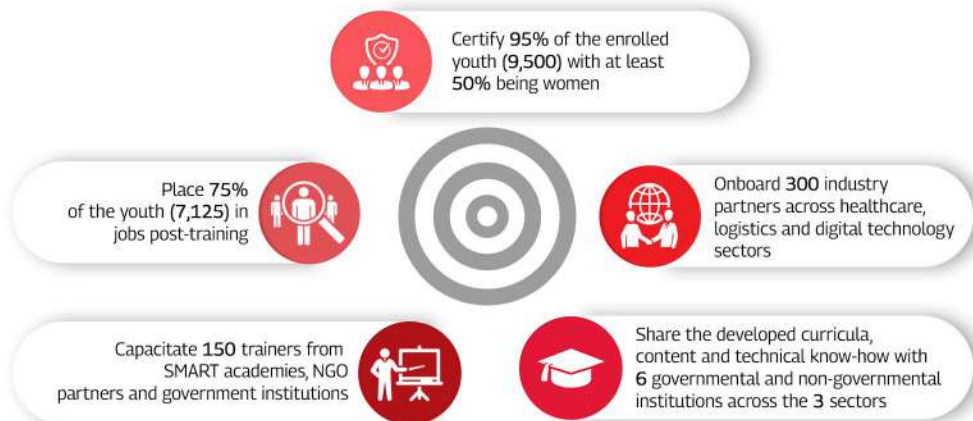 Certify 95% of the enrolled
youth (9,500) with at least
50% being women
Place 75%
of the youth (7,125) in
jobs post-training
Onboard 300 industry
partners across healthcare,
logistics and digital technology
sectors
Capacitate 150 trainers from
SMART academies, NGO
partners and government institutions
Share the developed curricula,
content and technical know-how with
6 governmental and non-governmental
institutions across the 3 sectors